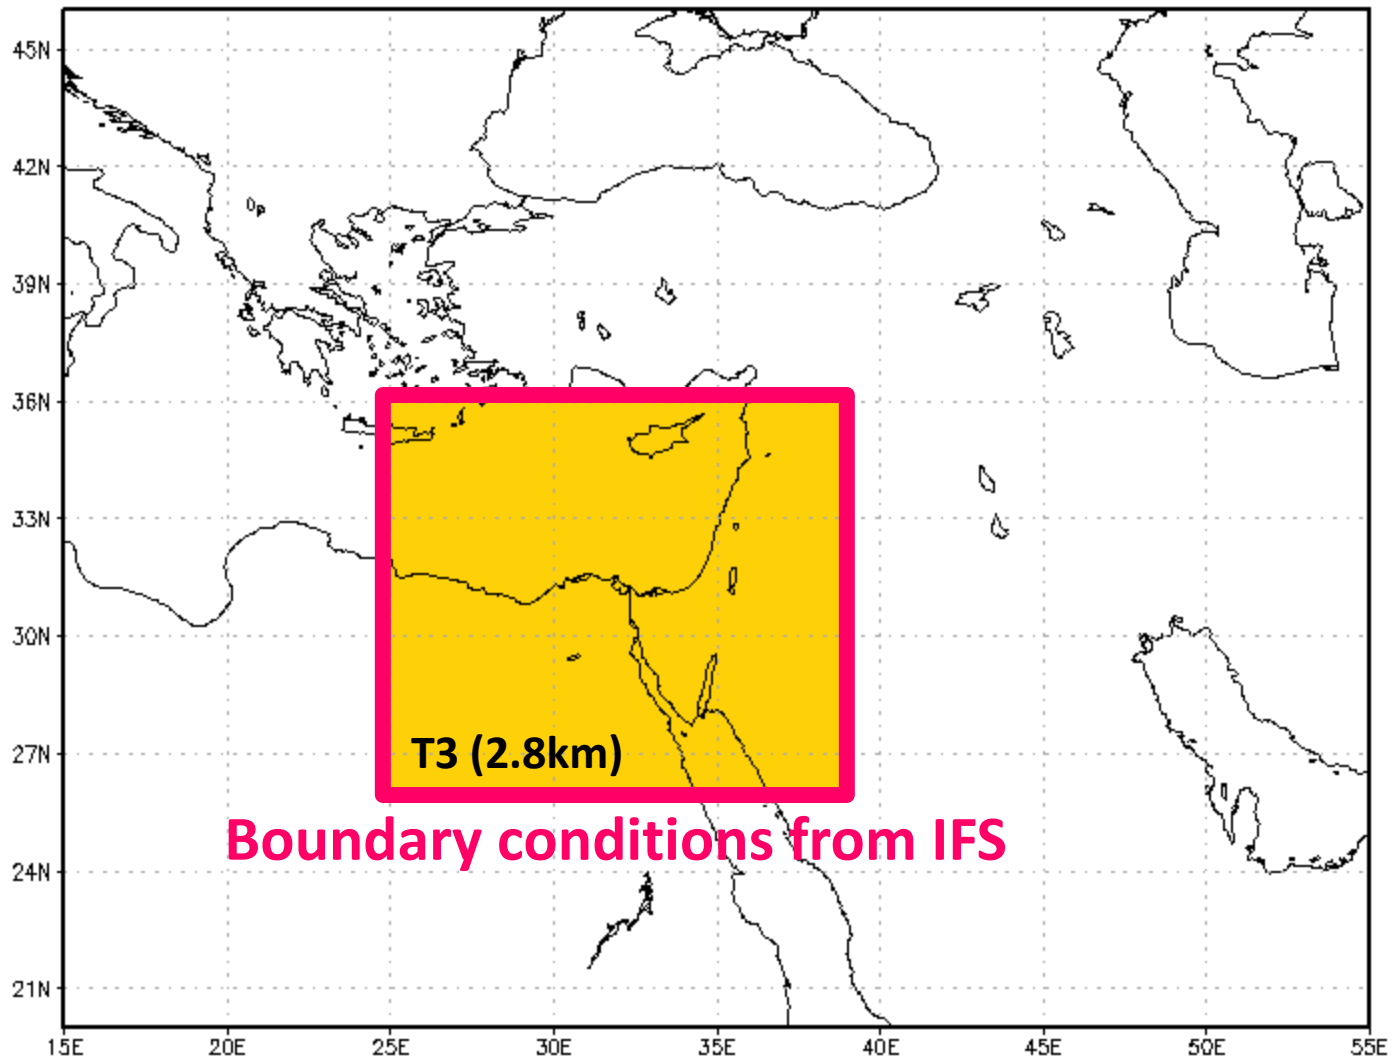 45N
42N
39N
36N
33N
30N
T3 (2.8km)
27N
Boundary conditions from IFS
24N
21N
15E 20E 25E 30E 35E 40E 45E 50E 55E